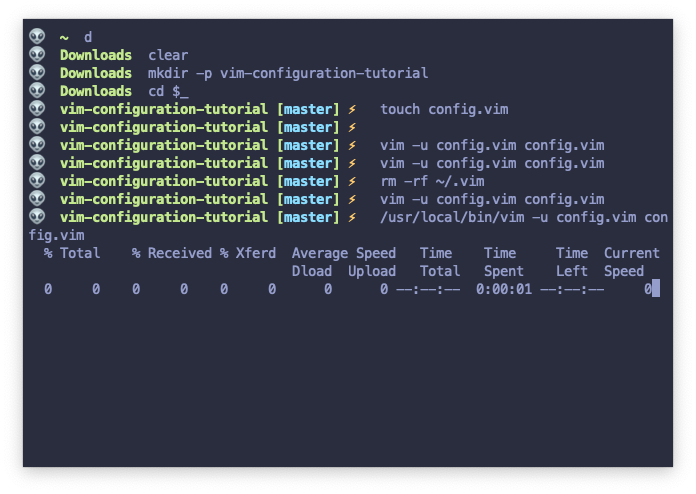 👽  ~  d
👽  Downloads  clear
👽  Downloads  mkdir -p vim-configuration-tutorial
👽  Downloads  cd $_
👽  vim-configuration-tutorial [master] ⚡  touch config.vim
👽  vim-configuration-tutorial [master] ⚡
👽  vim-configuration-tutorial [master] ⚡  vim -u config.vim config.vim
👽  vim-configuration-tutorial [master] ⚡  vim -u config.vim config.vim
👽  vim-configuration-tutorial [master] ⚡  rm -rf ~/.vim
👽  vim-configuration-tutorial [master] ⚡  vim -u config.vim config.vim
👽  vim-configuration-tutorial [master] ⚡  /usr/local/bin/vim -u config.vim con
fig.vim
  % Total    % Received % Xferd  Average Speed   Time    Time     Time  Current
                                 Dload  Upload   Total   Spent    Left  Speed
  0     0    0     0    0     0      0      0 --:--:--  0:00:01 --:--:--     0